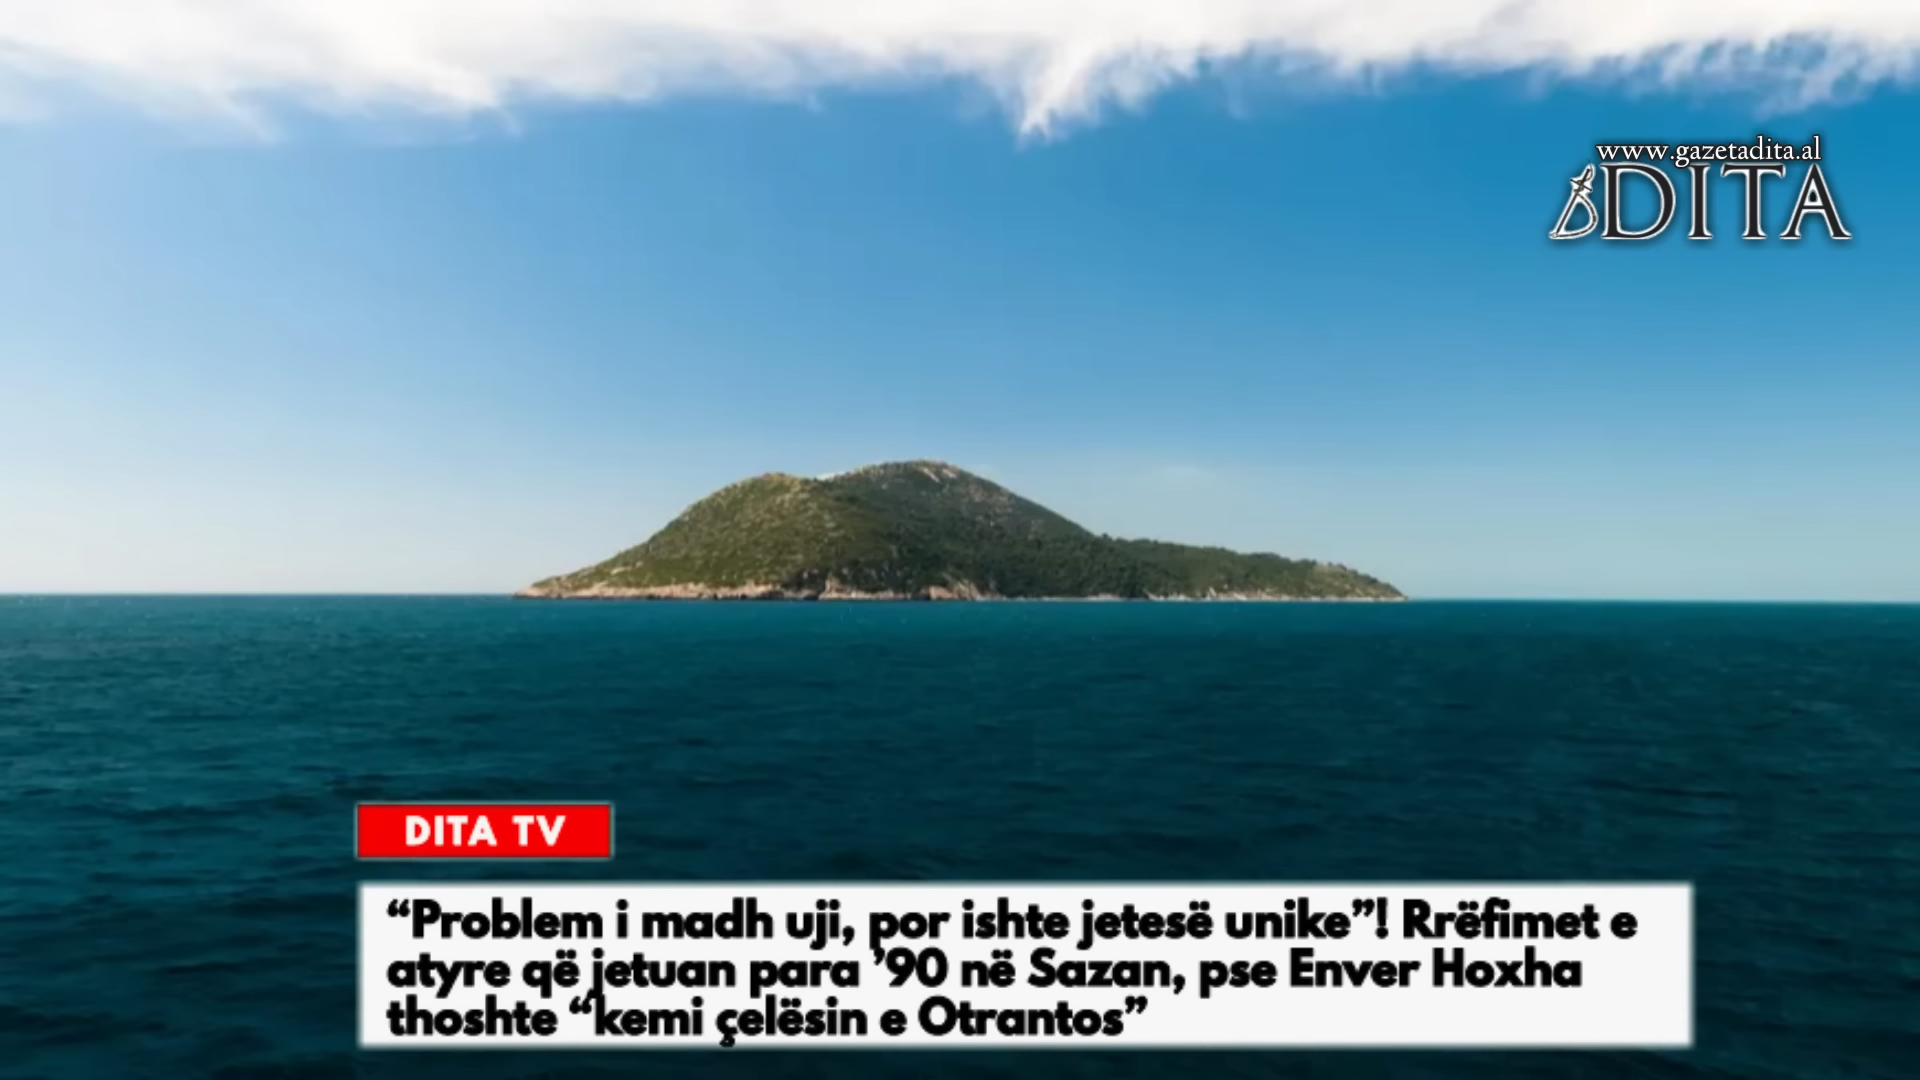 www.gazetadita.al
DITA
DITA TV
“Problem i madh uji, por ishte jetesë unike”! Rrëfimet e
atyre që jetuan para ’90 në Sazan, pse Enver Hoxha
thoshte “kemi çelësin e Otrantos”